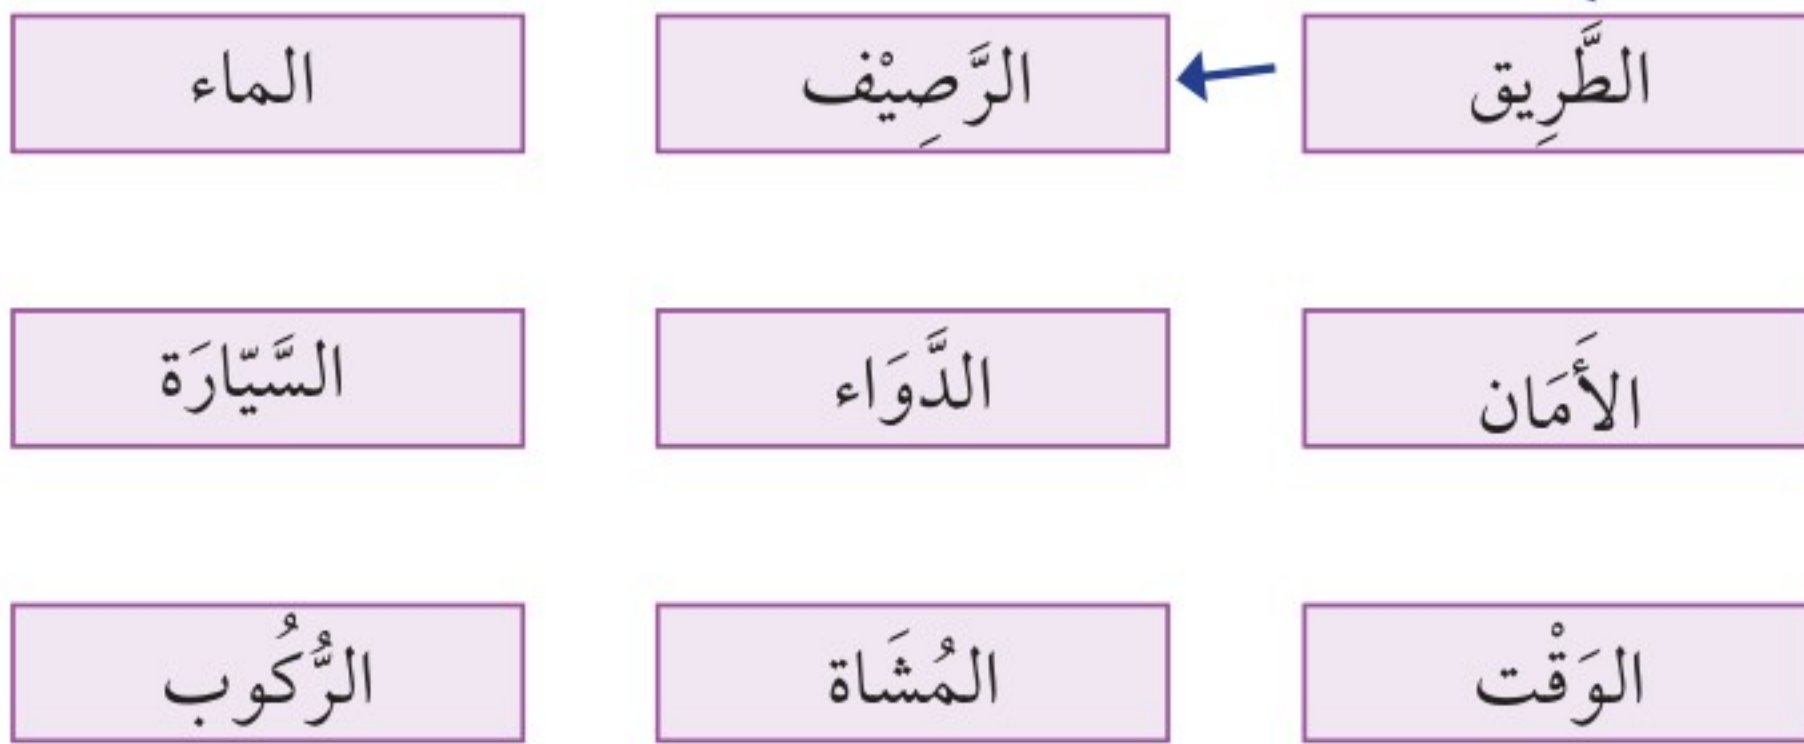 الطَّرِيق
الرَّصِيْف
الماء
الأَمَان
الدَّوَاء
السَّيّارَة
الوَقْت
المُشَاة
الرُّكُوب